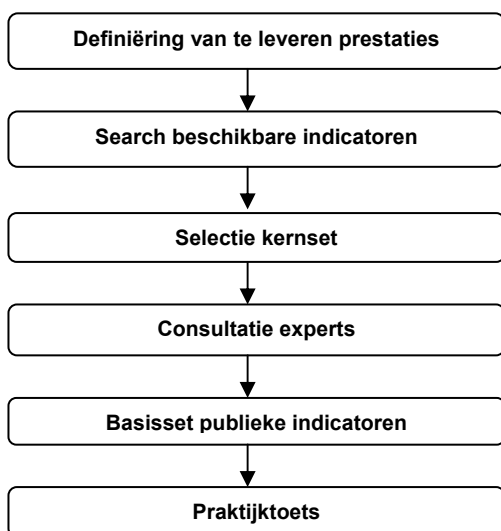 Definiëring van te leveren prestaties
Search beschikbare indicatoren
Selectie kernset
Consultatie experts
Basisset publieke indicatoren
Praktijktoets